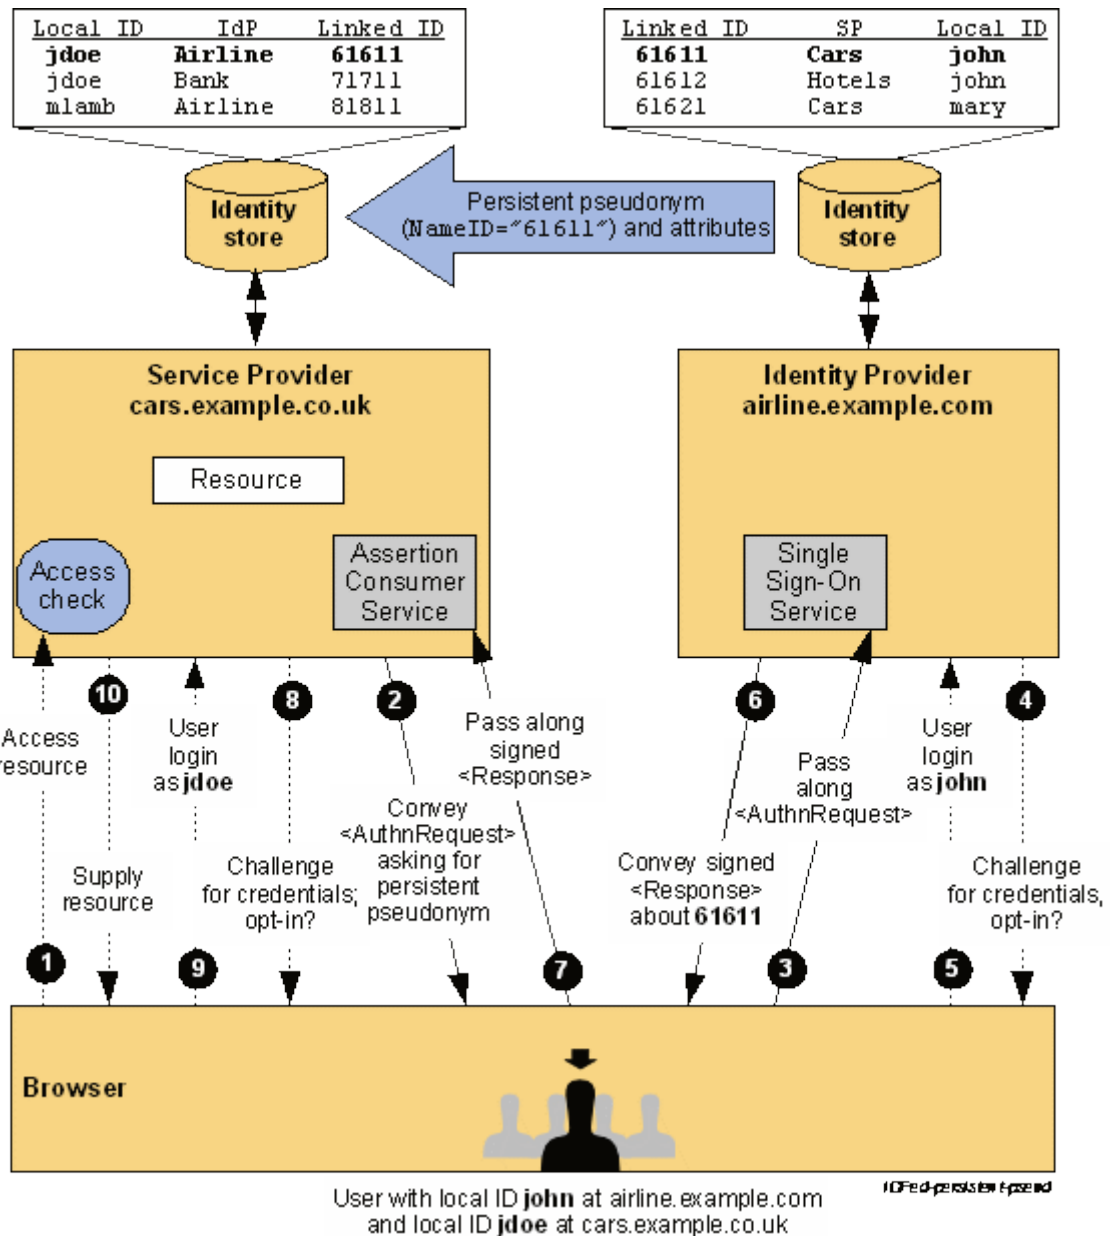 Local ID IdP Linked ID
jdoe Airline 61611
jdoe Bank 71711
mlamb Airline 81811
Linked ID SP Local ID
61611 Cars john
61612 Hotels john
61621 Cars mary
Identity
store
Persistent pseudonym
(NameID="61611") and attributes
Identity
store
Service Provider
cars.example.co.uk
Resource
Access
check
Assertion
Consumer
Service
Identity Provider
airline.example.com
Single
Sign-On
Service
10
8
2
6
4
Access
resource
User
login
as jdoe
Pass along
signed
<Response>
Pass
along
<AuthnRequest>
User
login
as john
Supply
resource
Challenge
for credentials;
opt-in?
Convey
<AuthnRequest>
asking for
persistent
pseudonym
Convey signed
<Response>
about 61611
Challenge
for credentials,
opt-in?
1
9
7
3
5
Browser
IDFed-persistent-pseud
User with local ID john at airline.example.com
and local ID jdoe at cars.example.co.uk